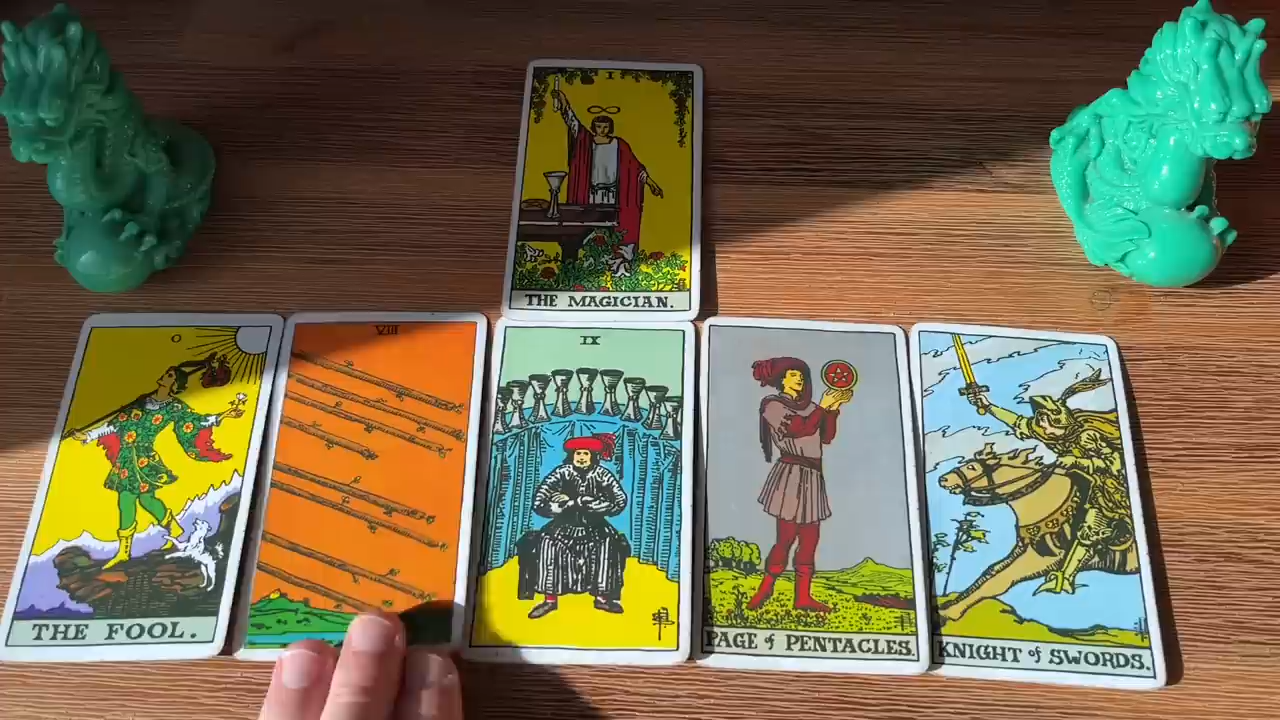 I
THE MAGICIAN.
0
THE FOOL.
VIII
IX
PAGE of PENTACLES.
KNIGHT of SWORDS.